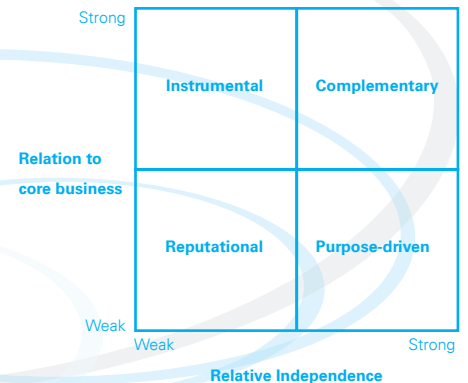 Strong
Instrumental Complementary
Relation to
core business
Reputational Purpose-driven
Weak
Weak Strong
Relative Independence